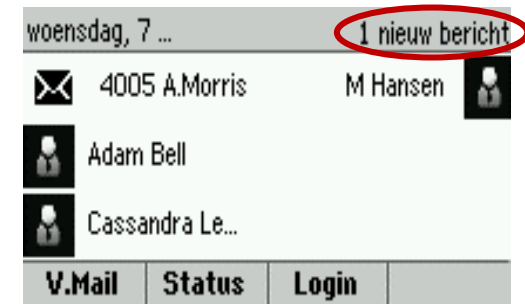 woensdag, 7 ... 1 nieuw bericht
4005 A.Morris M Hansen
Adam Bell
Cassandra Le...
V.Mail Status Login